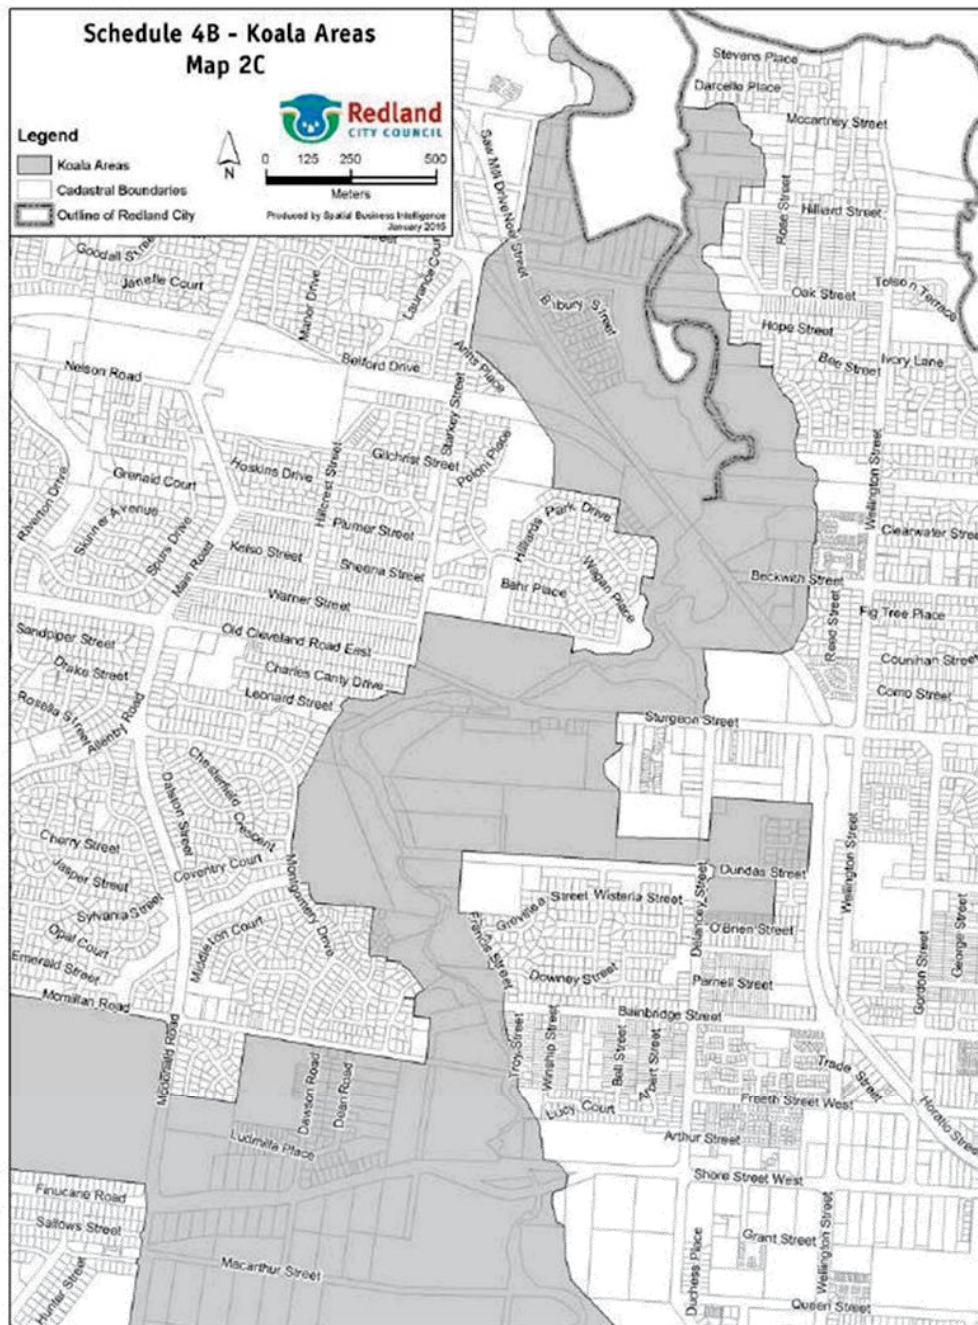 Schedule 4B - Koala Areas
Map 2C
Redland
CITY COUNCIL
Legend
Koala Areas
Cadastral Boundaries
Outline of Redland City
N
0 125 250 500
Meters
Produced by Spatial Business Intelligence
January 2015
Stevens Place
Darcelle Place
Mccartney Street
Saw Mill Drive
Noel Street
Rose Street
Hilliard Street
Goodall Street
Janelle Court
Manor Drive
Laurance Court
Tolson Terrace
Oak Street
Bilbury Street
Hope Street
Bee Street
Ivory Lane
Belford Drive
Anita Place
Nelson Road
Starkey Street
Gilchrist Street
Poloni Place
Hoskins Drive
Hillcrest Street
Grenaid Court
Riverton Drive
Skinner Avenue
Spurs Drive
Main Road
Plumer Street
Kelso Street
Sheena Street
Hilliards Park Drive
Wagan Place
Bahr Place
Wellington Street
Clearwater Street
Beckwith Street
Fig Tree Place
Reed Street
Warner Street
Old Cleveland Road East
Charles Canty Drive
Leonard Street
Sandpiper Street
Drake Street
Rosella Street
Allenby Road
Counihan Street
Como Street
Sturgeon Street
Chesterfield Crescent
Dalston Street
Coventry Court
Cherry Street
Jasper Street
Sylvania Street
Opal Court
Emerald Street
Middleton Court
Montgomery Drive
Wellington Street
Dundas Street
Delancey Street
O'Brien Street
Grevillea Street
Wisteria Street
Francis Street
Downey Street
Parnell Street
Bainbridge Street
Gordon Street
George Street
Mcmillan Road
Mcdonald Road
Dawson Road
Dean Road
Ludmilla Place
Troy Street
Winship Street
Ball Street
Albert Street
Lucy Court
Trade Street
Freeth Street West
Horatio Street
Arthur Street
Shore Street West
Finucane Road
Sallows Street
Hunter Street
Macarthur Street
Duchess Place
Grant Street
Wellington Street
Queen Street